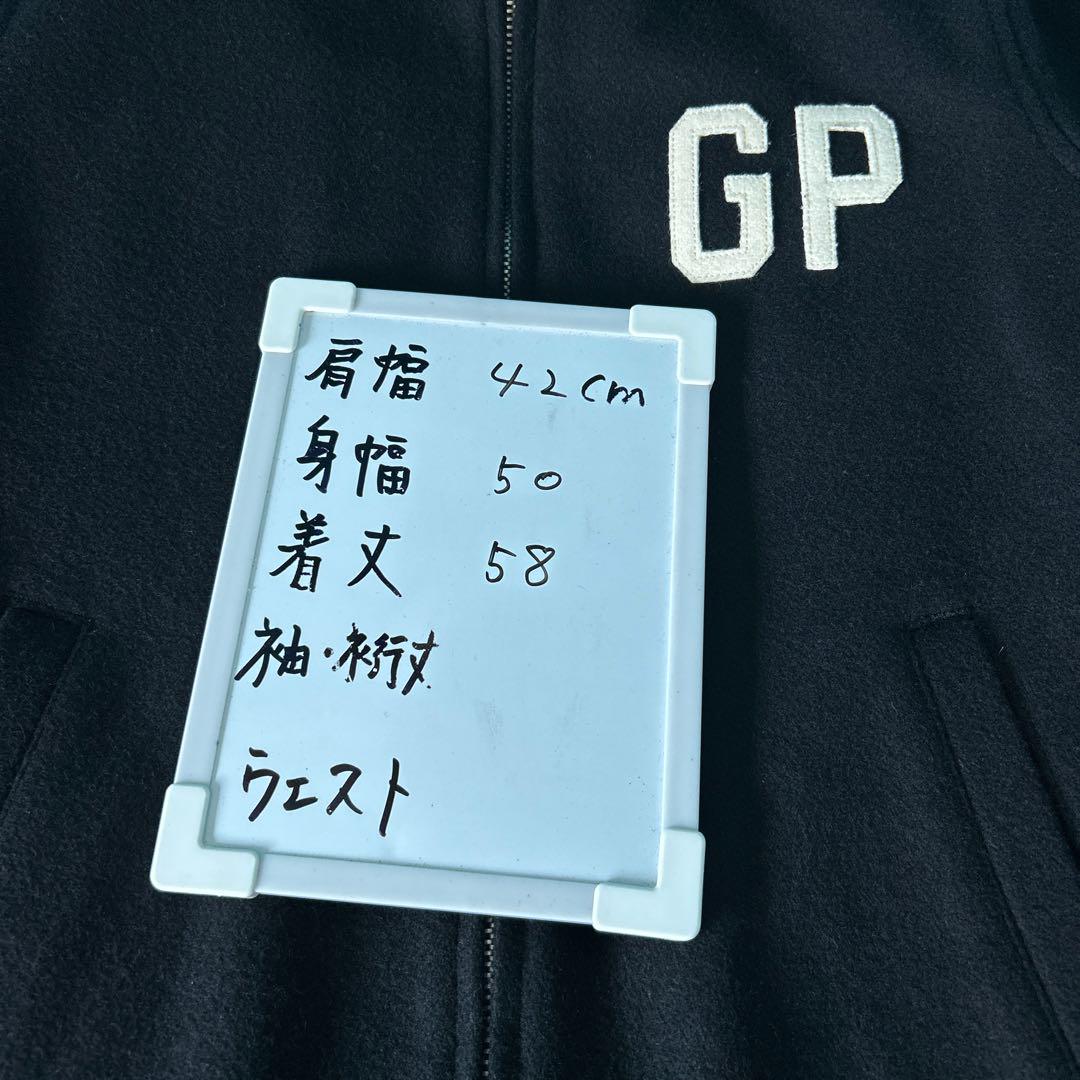 GP
肩幅 42cm
身幅 50
着丈 58
袖・裄丈
ウエスト